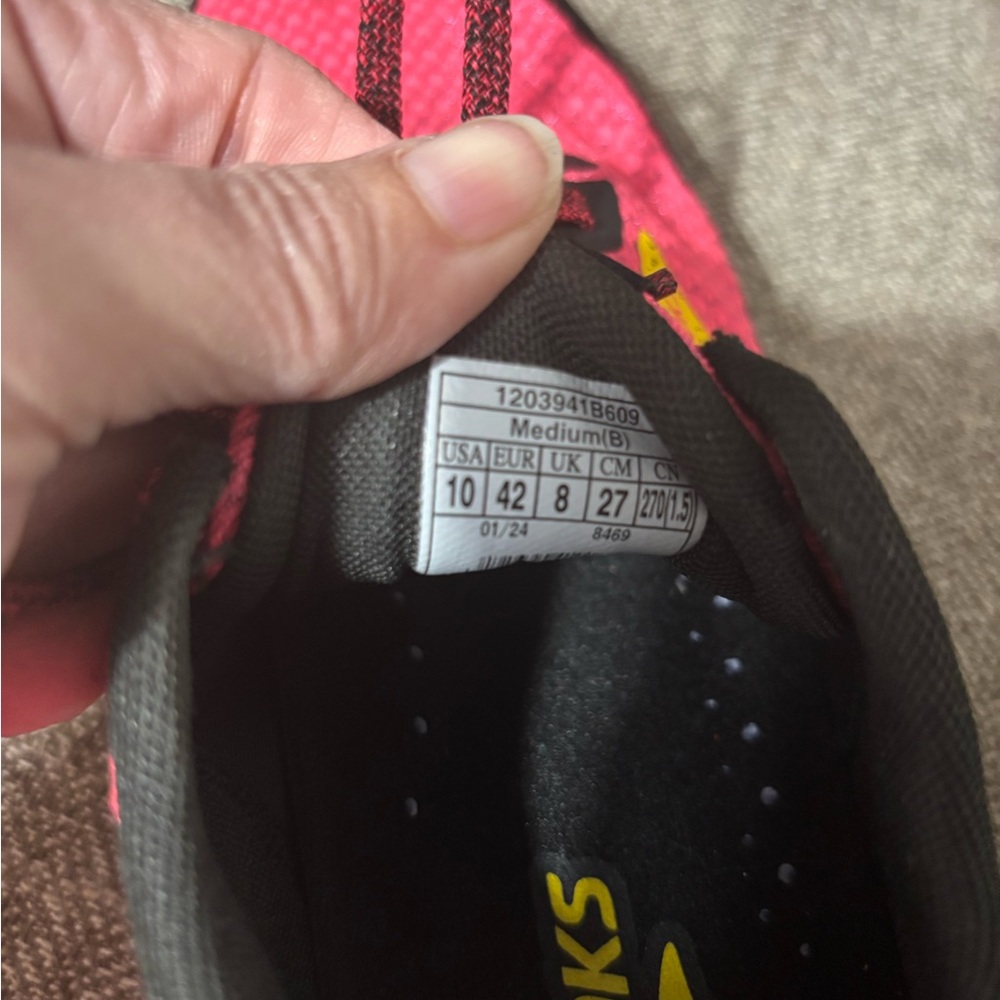 1203941B609
Medium(B)
USA EUR UK CM CN
10 42 8 27 270(1.5)
01/24 8469
OKS